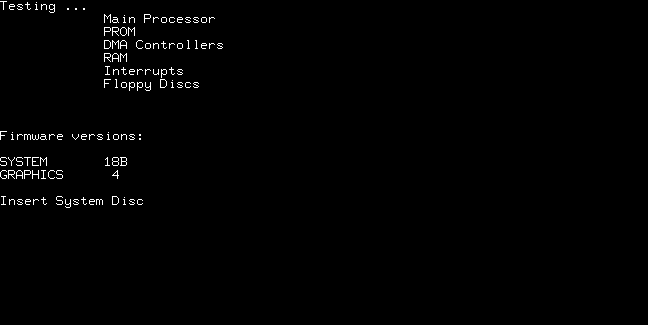 Testing ...
Main Processor
PROM
DMA Controllers
RAM
Interrupts
Floppy Discs
Firmware versions:
SYSTEM 18B
GRAPHICS 4
Insert System Disc